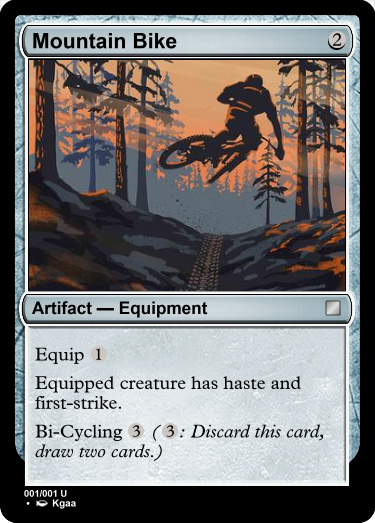 Mountain Bike 2
Artifact — Equipment
Equip 1
Equipped creature has haste and
first-strike.
Bi-Cycling 3 (3: Discard this card,
draw two cards.)
001/001 U
• Kgaa